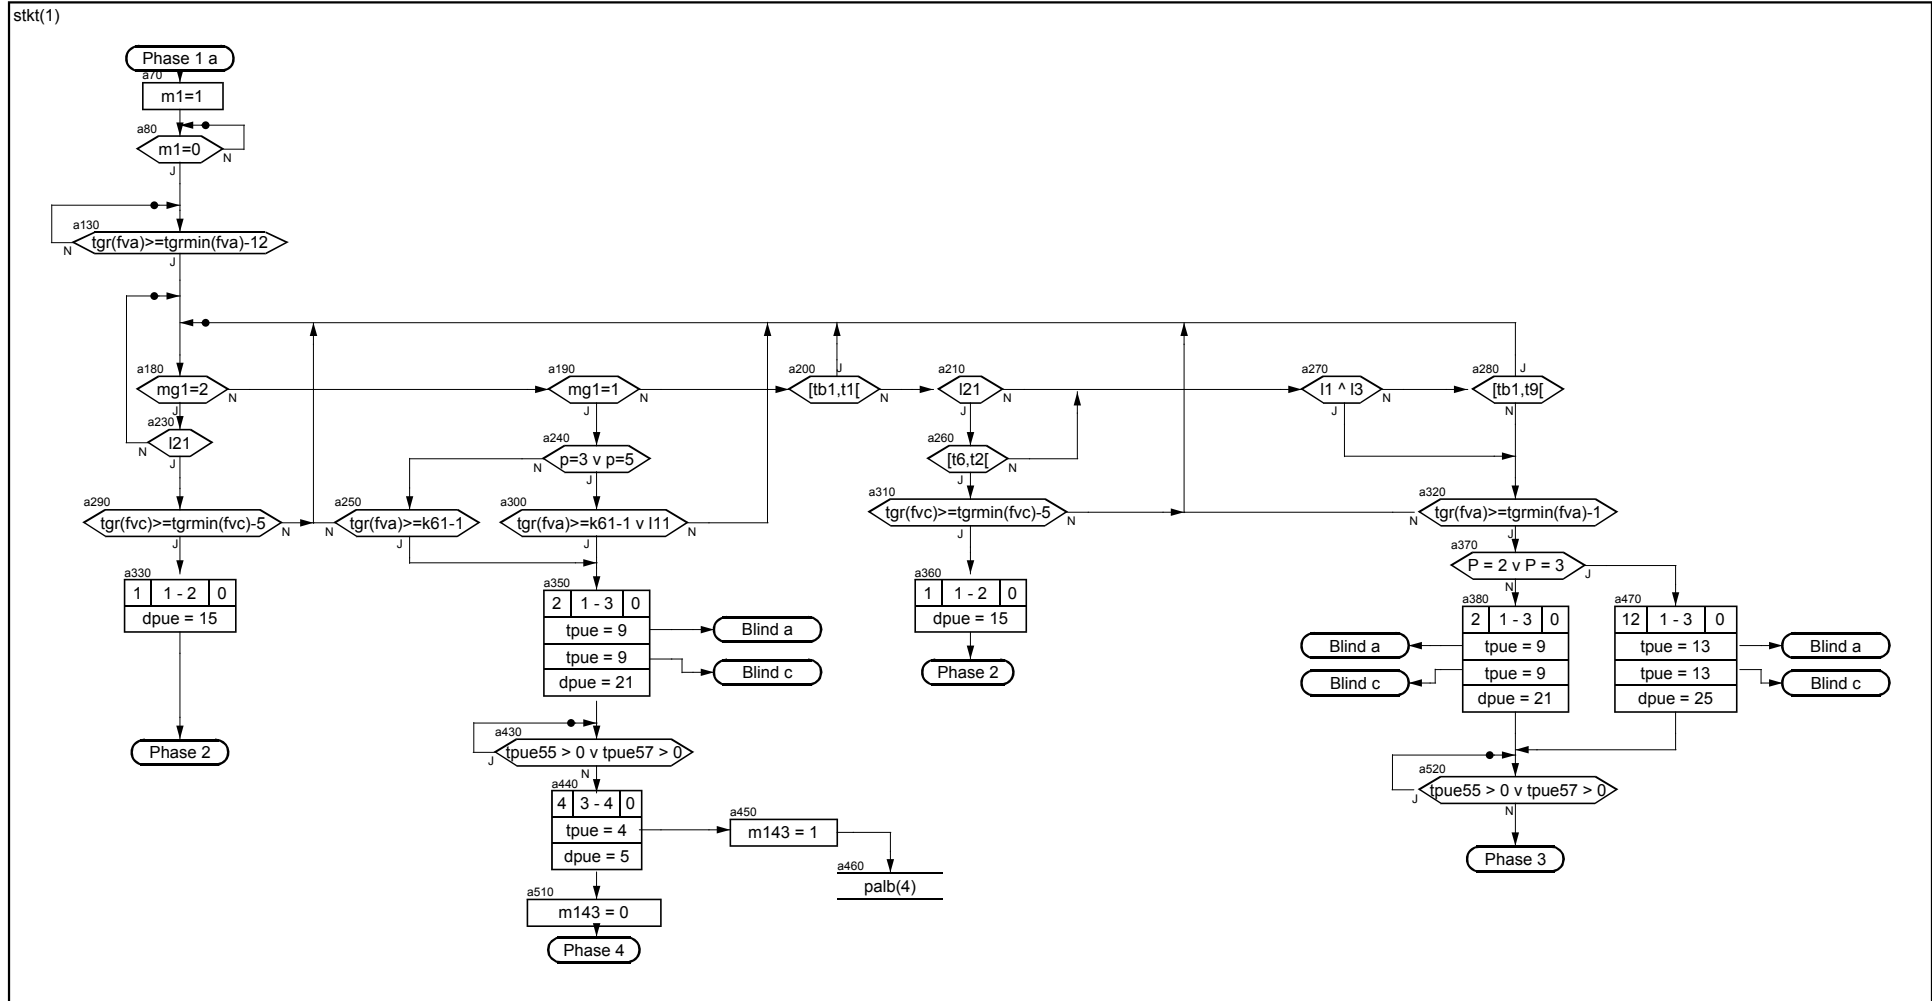 stkt(1)
Phase 1 a
a70
m1=1
a80
m1=0
N
J
a130
tgr(fva)>=tgrmin(fva)-12
N
J
a180
mg1=2
N
J
a190
mg1=1
N
J
a200
[tb1,t1[
J
N
a210
l21
N
J
a270
l1 ^ l3
N
J
a280
[tb1,t9[
J
N
a230
l21
N
J
a240
p=3 v p=5
N
J
a260
[t6,t2[
N
J
a290
tgr(fvc)>=tgrmin(fvc)-5
N
J
a250
tgr(fva)>=k61-1
N
J
a300
tgr(fva)>=k61-1 v l11
N
J
a310
tgr(fvc)>=tgrmin(fvc)-5
N
J
a320
tgr(fva)>=tgrmin(fva)-1
N
J
a370
P = 2 v P = 3
J
N
a330
1 1 - 2 0
dpue = 15
Phase 2
a350
2 1 - 3 0
tpue = 9
Blind a
tpue = 9
Blind c
dpue = 21
a430
tpue55 > 0 v tpue57 > 0
J
N
a440
4 3 - 4 0
tpue = 4
dpue = 5
a450
m143 = 1
a460
palb(4)
a510
m143 = 0
Phase 4
a360
1 1 - 2 0
dpue = 15
Phase 2
a380
2 1 - 3 0
Blind a
tpue = 9
Blind c
tpue = 9
dpue = 21
a470
12 1 - 3 0
tpue = 13
Blind a
tpue = 13
Blind c
dpue = 25
a520
tpue55 > 0 v tpue57 > 0
J
N
Phase 3